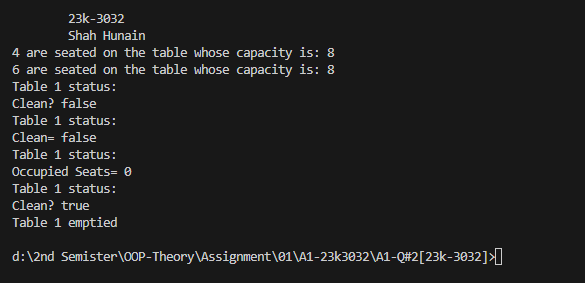 23k-3032
Shah Hunain
4 are seated on the table whose capacity is: 8
6 are seated on the table whose capacity is: 8
Table 1 status:
Clean? false
Table 1 status:
Clean= false
Table 1 status:
Occupied Seats= 0
Table 1 status:
Clean? true
Table 1 emptied
d:\2nd Semister\OOP-Theory\Assignment\01\A1-23k3032\A1-Q#2[23k-3032]>